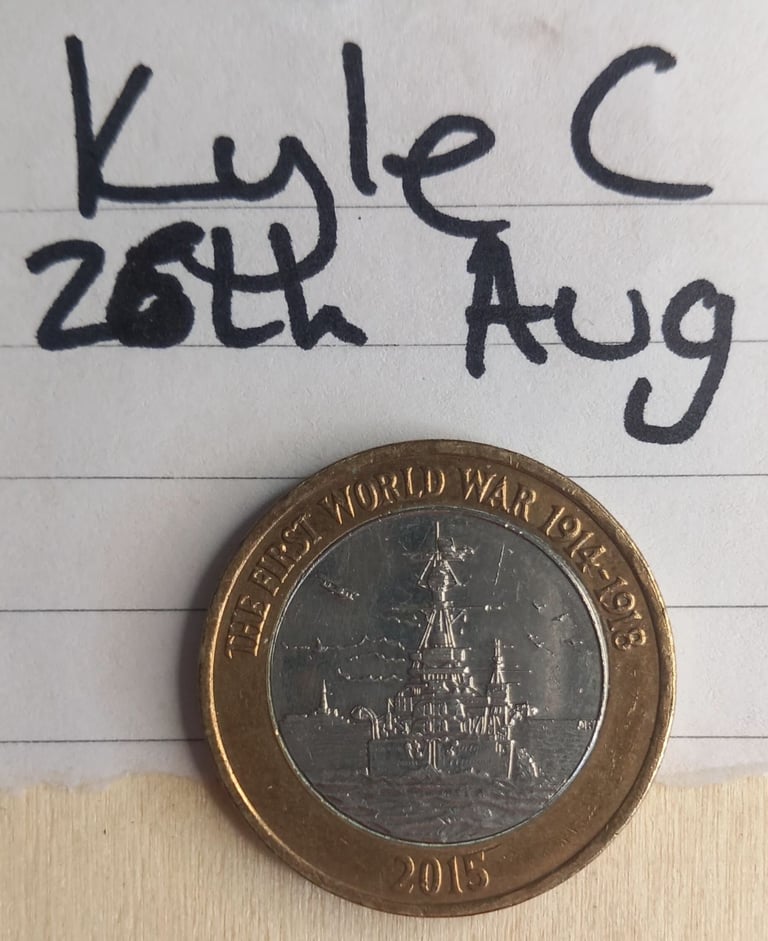 Kyle C
26th Aug
THE FIRST WORLD WAR 1914-1918
2015